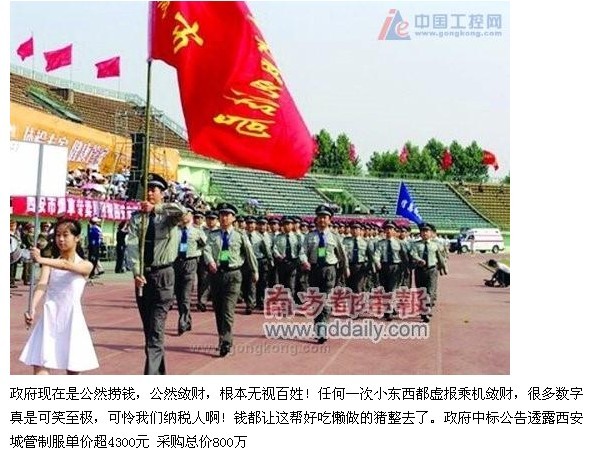 中国工控网
www.gongkong.com
南方都市报
www.nddaily.com
www.gongkong.com
政府现在是公然捞钱，公然敛财，根本无视百姓！任何一次小东西都虚报乘机敛财，很多数字
真是可笑至极，可怜我们纳税人啊！钱都让这帮好吃懒做的猪整去了。政府中标公告透露西安
城管制服单价超4300元 采购总价800万